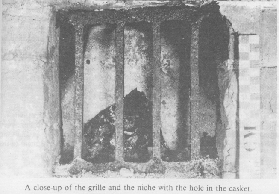 A close-up of the grille and the niche with the hole in the casket.